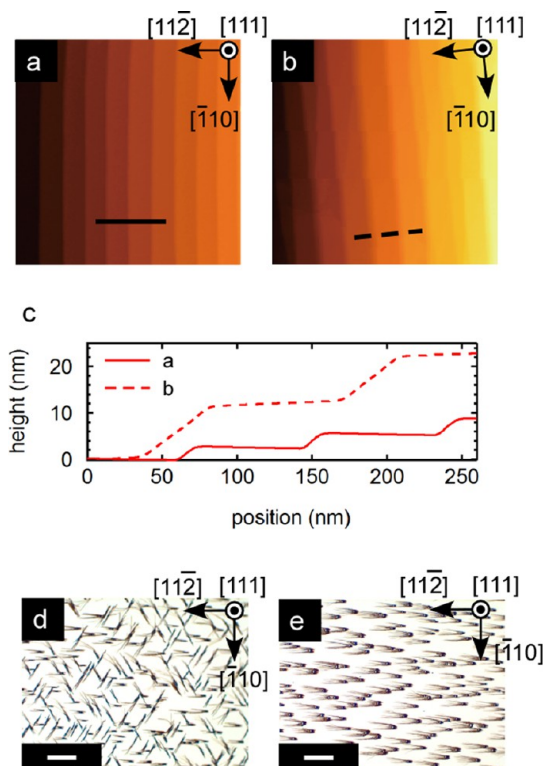 [112̅] [111]
a
[1̅10]
[112̅] [111]
b
[1̅10]
c
height (nm)
20
10
0
a
b
0 50 100 150 200 250
position (nm)
[112̅] [111]
d
[1̅10]
[112̅] [111]
e
[1̅10]